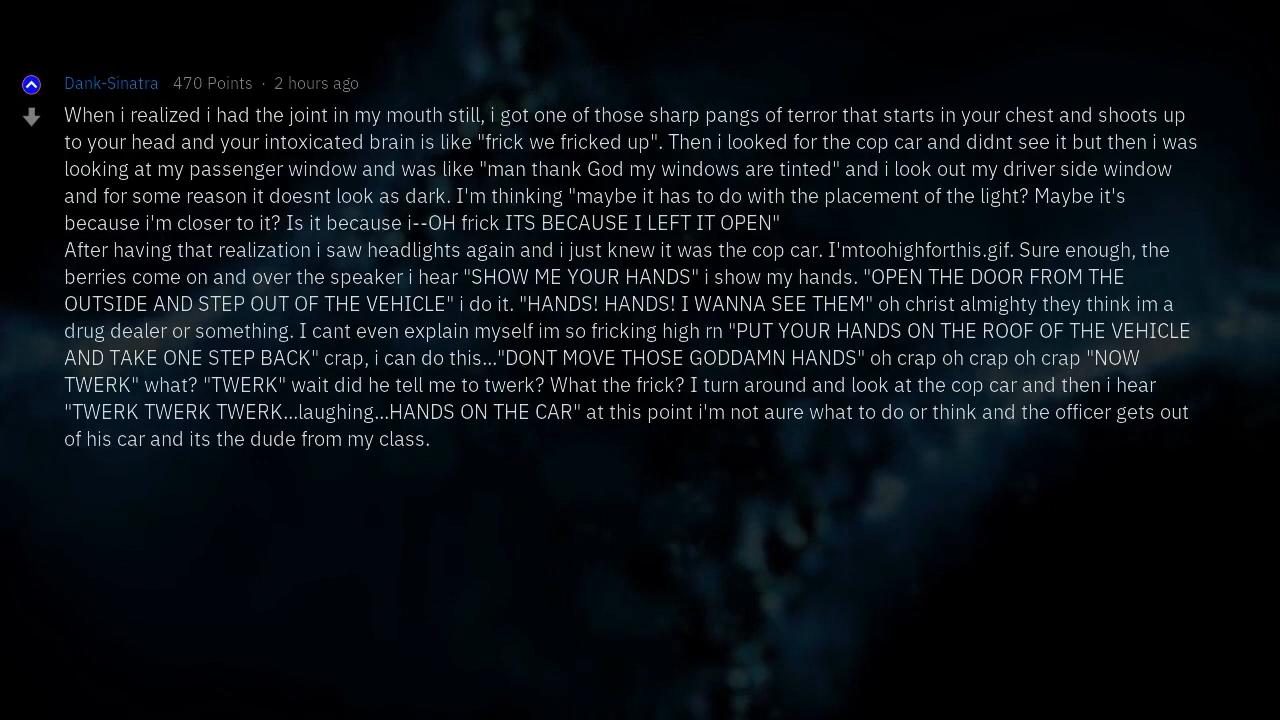 Dank-Sinatra 470 Points · 2 hours ago
When i realized i had the joint in my mouth still, i got one of those sharp pangs of terror that starts in your chest and shoots up
to your head and your intoxicated brain is like "frick we fricked up". Then i looked for the cop car and didnt see it but then i was
looking at my passenger window and was like "man thank God my windows are tinted" and i look out my driver side window
and for some reason it doesnt look as dark. I'm thinking "maybe it has to do with the placement of the light? Maybe it's
because i'm closer to it? Is it because i--OH frick ITS BECAUSE I LEFT IT OPEN"
After having that realization i saw headlights again and i just knew it was the cop car. I'mtoohighforthis.gif. Sure enough, the
berries come on and over the speaker i hear "SHOW ME YOUR HANDS" i show my hands. "OPEN THE DOOR FROM THE
OUTSIDE AND STEP OUT OF THE VEHICLE" i do it. "HANDS! HANDS! I WANNA SEE THEM" oh christ almighty they think im a
drug dealer or something. I cant even explain myself im so fricking high rn "PUT YOUR HANDS ON THE ROOF OF THE VEHICLE
AND TAKE ONE STEP BACK" crap, i can do this..."DONT MOVE THOSE GODDAMN HANDS" oh crap oh crap oh crap "NOW
TWERK" what? "TWERK" wait did he tell me to twerk? What the frick? I turn around and look at the cop car and then i hear
"TWERK TWERK TWERK...laughing...HANDS ON THE CAR" at this point i'm not aure what to do or think and the officer gets out
of his car and its the dude from my class.